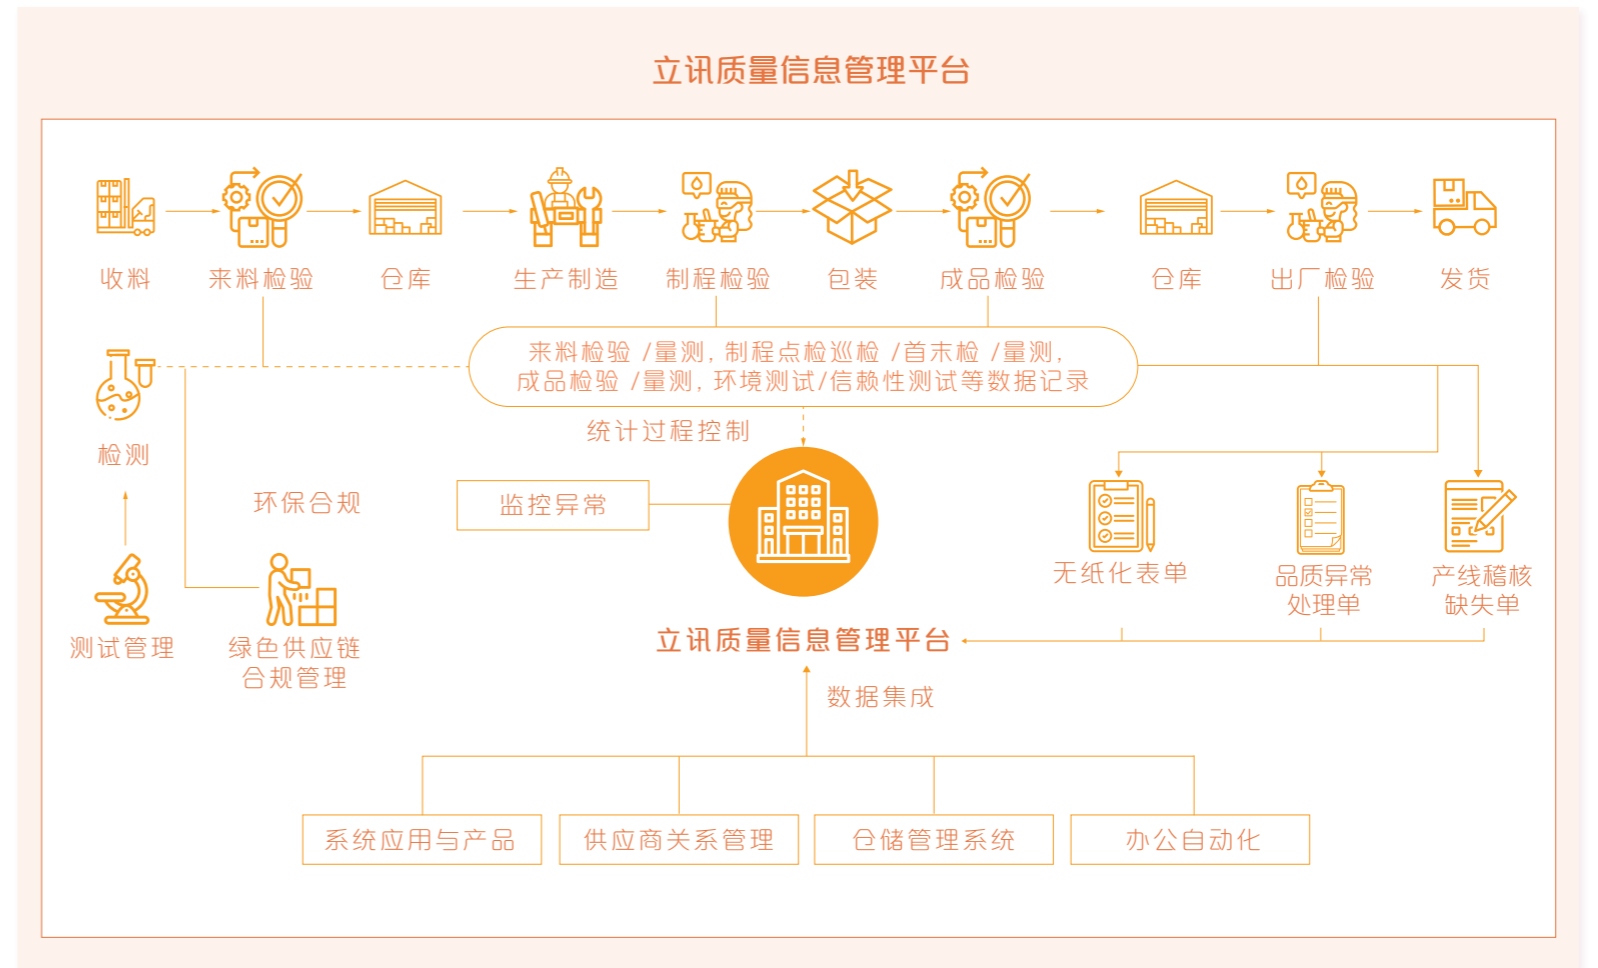 立讯质量信息管理平台
收料
来料检验
仓库
生产制造
制程检验
包装
成品检验
仓库
出厂检验
发货
来料检验 /量测, 制程点检巡检 /首末检 /量测,
成品检验 /量测, 环境测试/信赖性测试等数据记录
检测
统计过程控制
环保合规
监控异常
测试管理
绿色供应链
合规管理
无纸化表单
品质异常
处理单
产线稽核
缺失单
立讯质量信息管理平台
数据集成
系统应用与产品
供应商关系管理
仓储管理系统
办公自动化